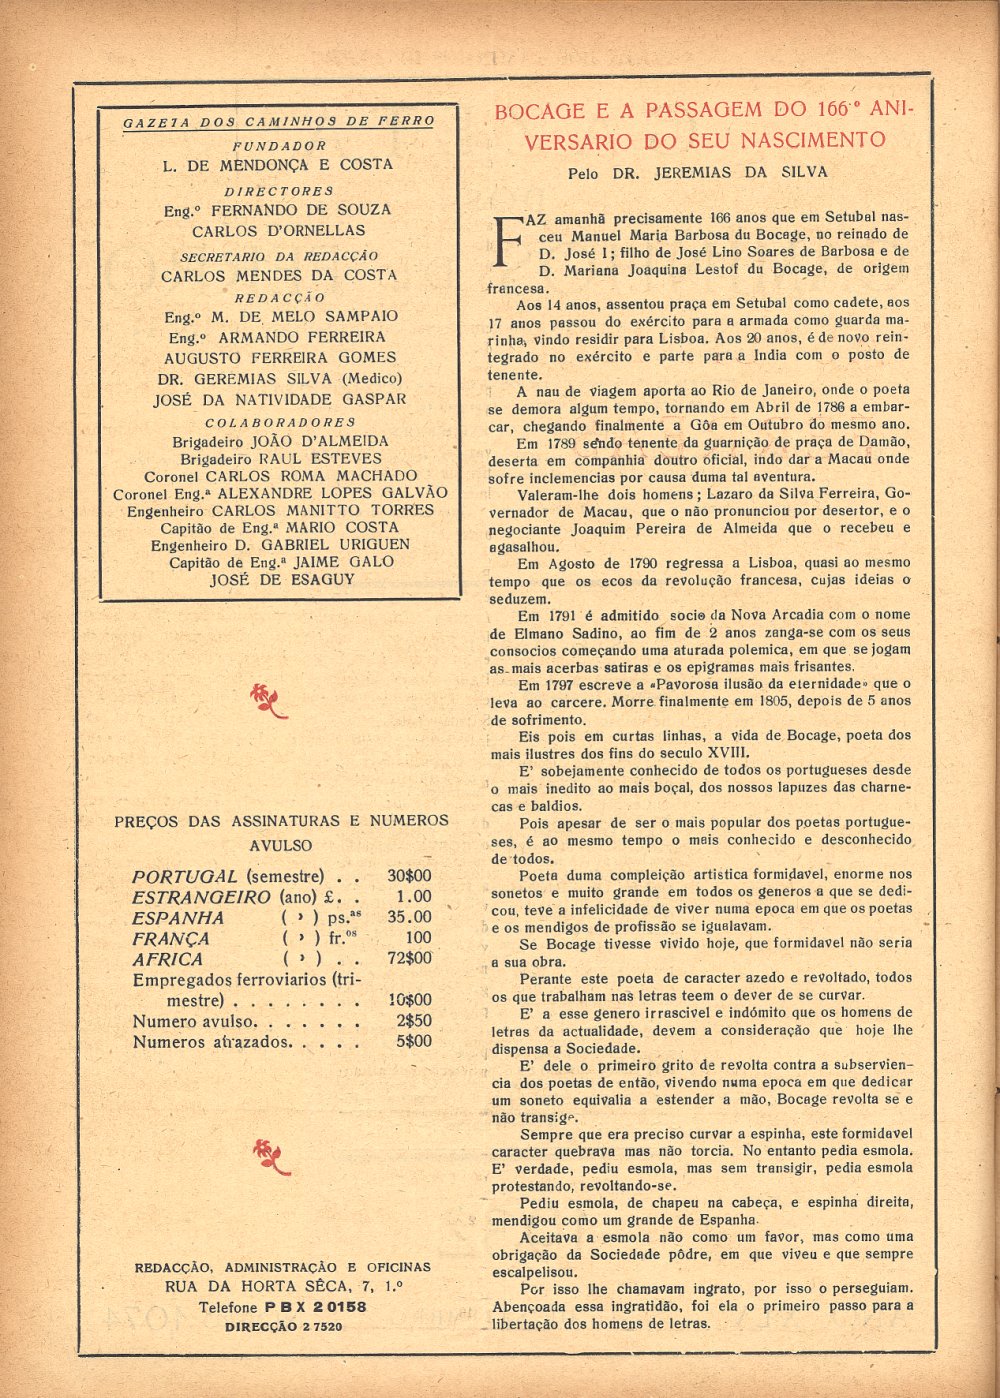 GAZETA DOS CAMINHOS DE FERRO
FUNDADOR
L. DE MENDONÇA E COSTA
DIRECTORES
Eng.º FERNANDO DE SOUZA
CARLOS D'ORNELLAS
SECRETARIO DA REDACÇÃO
CARLOS MENDES DA COSTA
REDACÇÃO
Eng.º M. DE MELO SAMPAIO
Eng.º ARMANDO FERREIRA
AUGUSTO FERREIRA GOMES
DR. GEREMIAS SILVA (Medico)
JOSÉ DA NATIVIDADE GASPAR
COLABORADORES
Brigadeiro JOÃO D'ALMEIDA
Brigadeiro RAUL ESTEVES
Coronel CARLOS ROMA MACHADO
Coronel Eng.ª ALEXANDRE LOPES GALVÃO
Engenheiro CARLOS MANITTO TORRES
Capitão de Eng.ª MARIO COSTA
Engenheiro D. GABRIEL URIGUEN
Capitão de Eng.ª JAIME GALO
JOSÉ DE ESAGUY
PREÇOS DAS ASSINATURAS E NUMEROS
AVULSO
PORTUGAL (semestre) . . 30$00
ESTRANGEIRO (ano) £. . 1.00
ESPANHA ( » ) ps.as 35.00
FRANÇA ( » ) fr.os 100
AFRICA ( » ) . . 72$00
Empregados ferroviarios (tri-
mestre) . . . . . . . . 10$00
Numero avulso. . . . . . . 2$50
Numeros atrazados. . . . . 5$00
REDACÇÃO, ADMINISTRAÇÃO E OFICINAS
RUA DA HORTA SÊCA, 7, 1.º
Telefone PBX 20158
DIRECÇÃO 27520
BOCAGE E A PASSAGEM DO 166.º ANI-
VERSARIO DO SEU NASCIMENTO
Pelo DR. JEREMIAS DA SILVA
FAZ amanhã precisamente 166 anos que em Setubal nas-
ceu Manuel Maria Barbosa du Bocage, no reinado de
D. José I; filho de José Lino Soares de Barbosa e de
D. Mariana Joaquina Lestof du Bocage, de origem
francesa.
Aos 14 anos, assentou praça em Setubal como cadete, aos
17 anos passou do exército para a armada como guarda ma-
rinha, vindo residir para Lisboa. Aos 20 anos, é de novo rein-
tegrado no exército e parte para a India com o posto de
tenente.
A nau de viagem aporta ao Rio de Janeiro, onde o poeta
se demora algum tempo, tornando em Abril de 1786 a embar-
car, chegando finalmente a Gôa em Outubro do mesmo ano.
Em 1789 sendo tenente da guarnição de praça de Damão,
deserta em companhia doutro oficial, indo dar a Macau onde
sofre inclemencias por causa duma tal aventura.
Valeram-lhe dois homens; Lazaro da Silva Ferreira, Go-
vernador de Macau, que o não pronunciou por desertor, e o
negociante Joaquim Pereira de Almeida que o recebeu e
agasalhou.
Em Agosto de 1790 regressa a Lisboa, quasi ao mesmo
tempo que os ecos da revolução francesa, cujas ideias o
seduzem.
Em 1791 é admitido socio da Nova Arcadia com o nome
de Elmano Sadino, ao fim de 2 anos zanga-se com os seus
consocios começando uma aturada polemica, em que se jogam
as mais acerbas satiras e os epigramas mais frisantes.
Em 1797 escreve a «Pavorosa ilusão da eternidade» que o
leva ao carcere. Morre finalmente em 1805, depois de 5 anos
de sofrimento.
Eis pois em curtas linhas, a vida de Bocage, poeta dos
mais ilustres dos fins do seculo XVIII.
E' sobejamente conhecido de todos os portugueses desde
o mais inedito ao mais boçal, dos nossos lapuzes das charne-
cas e baldios.
Pois apesar de ser o mais popular dos poetas portugue-
ses, é ao mesmo tempo o mais conhecido e desconhecido
de todos.
Poeta duma compleição artistica formidavel, enorme nos
sonetos e muito grande em todos os generos a que se dedi-
cou, teve a infelicidade de viver numa epoca em que os poetas
e os mendigos de profissão se igualavam.
Se Bocage tivesse vivido hoje, que formidavel não seria
a sua obra.
Perante este poeta de caracter azedo e revoltado, todos
os que trabalham nas letras teem o dever de se curvar.
E' a esse genero irrascivel e indómito que os homens de
letras da actualidade, devem a consideração que hoje lhe
dispensa a Sociedade.
E' dele o primeiro grito de revolta contra a subservien-
cia dos poetas de então, vivendo numa epoca em que dedicar
um soneto equivalia a estender a mão, Bocage revolta se e
não transige.
Sempre que era preciso curvar a espinha, este formidavel
caracter quebrava mas não torcia. No entanto pedia esmola.
E' verdade, pediu esmola, mas sem transigir, pedia esmola
protestando, revoltando-se.
Pediu esmola, de chapeu na cabeça, e espinha direita,
mendigou como um grande de Espanha.
Aceitava a esmola não como um favor, mas como uma
obrigação da Sociedade pôdre, em que viveu e que sempre
escalpelisou.
Por isso lhe chamavam ingrato, por isso o perseguiam.
Abençoada essa ingratidão, foi ela o primeiro passo para a
libertação dos homens de letras.